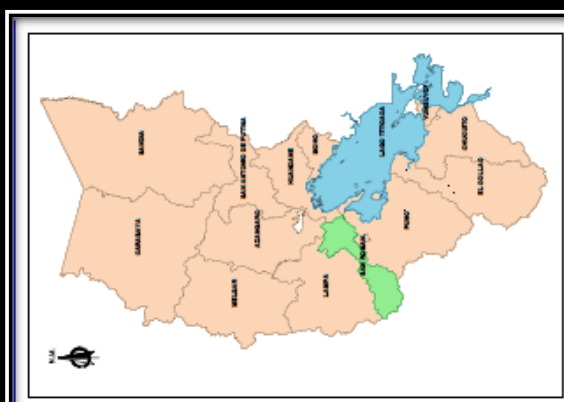 SANDIA
SAN ANTONIO DE PUTINA
HUANCANE
MOHO
LAGO TITICACA
YUNGUYO
CHUCUITO
EL COLLAO
CARABAYA
AZANGARO
PUNO
SAN ROMAN
MELGAR
LAMPA
N.M.